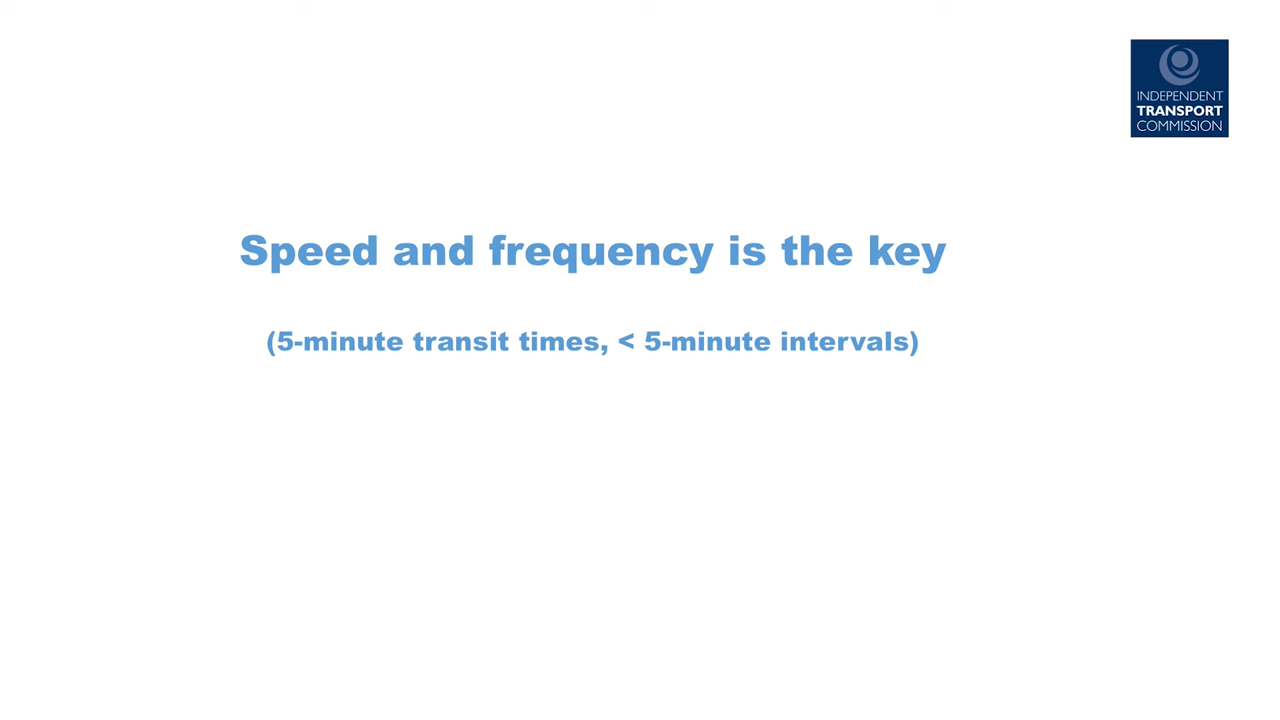 INDEPENDENT
TRANSPORT
COMMISSION
Speed and frequency is the key
(5-minute transit times, < 5-minute intervals)